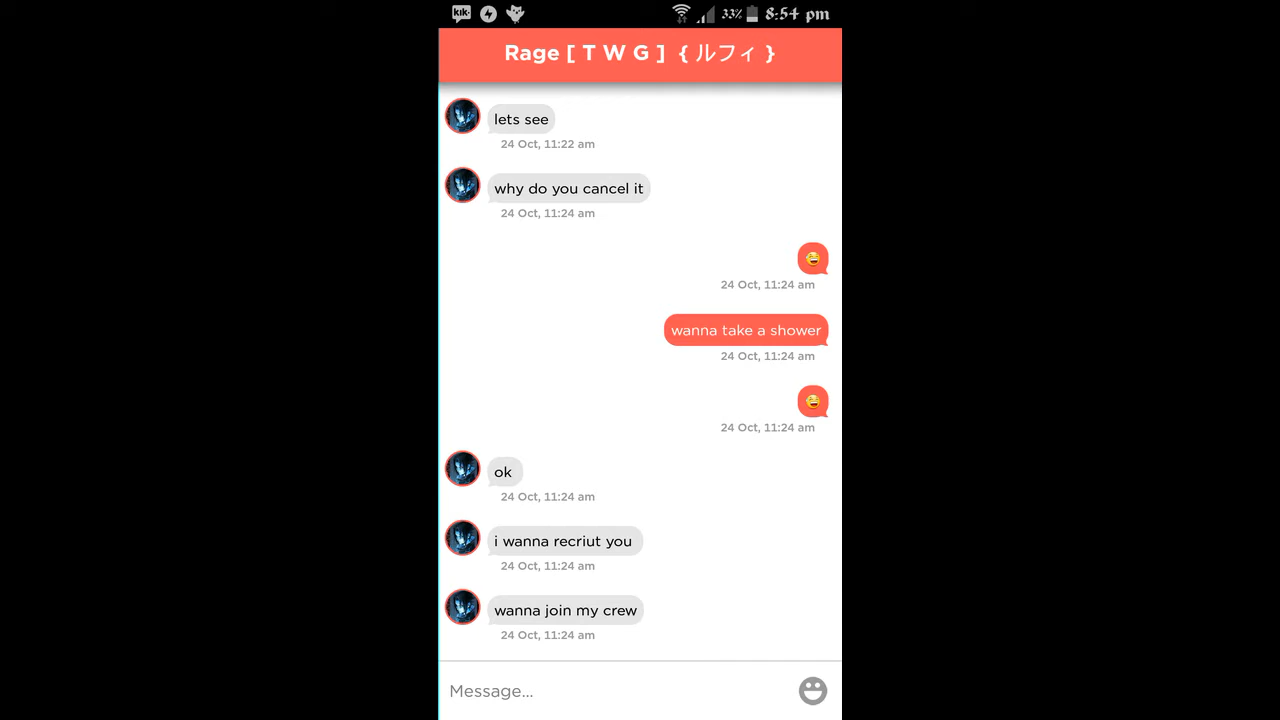 kik
33% 8:54 pm
Rage [ T W G ] { ルフィ }
lets see
24 Oct, 11:22 am
why do you cancel it
24 Oct, 11:24 am
😂
24 Oct, 11:24 am
wanna take a shower
24 Oct, 11:24 am
😂
24 Oct, 11:24 am
ok
24 Oct, 11:24 am
i wanna recriut you
24 Oct, 11:24 am
wanna join my crew
24 Oct, 11:24 am
Message...